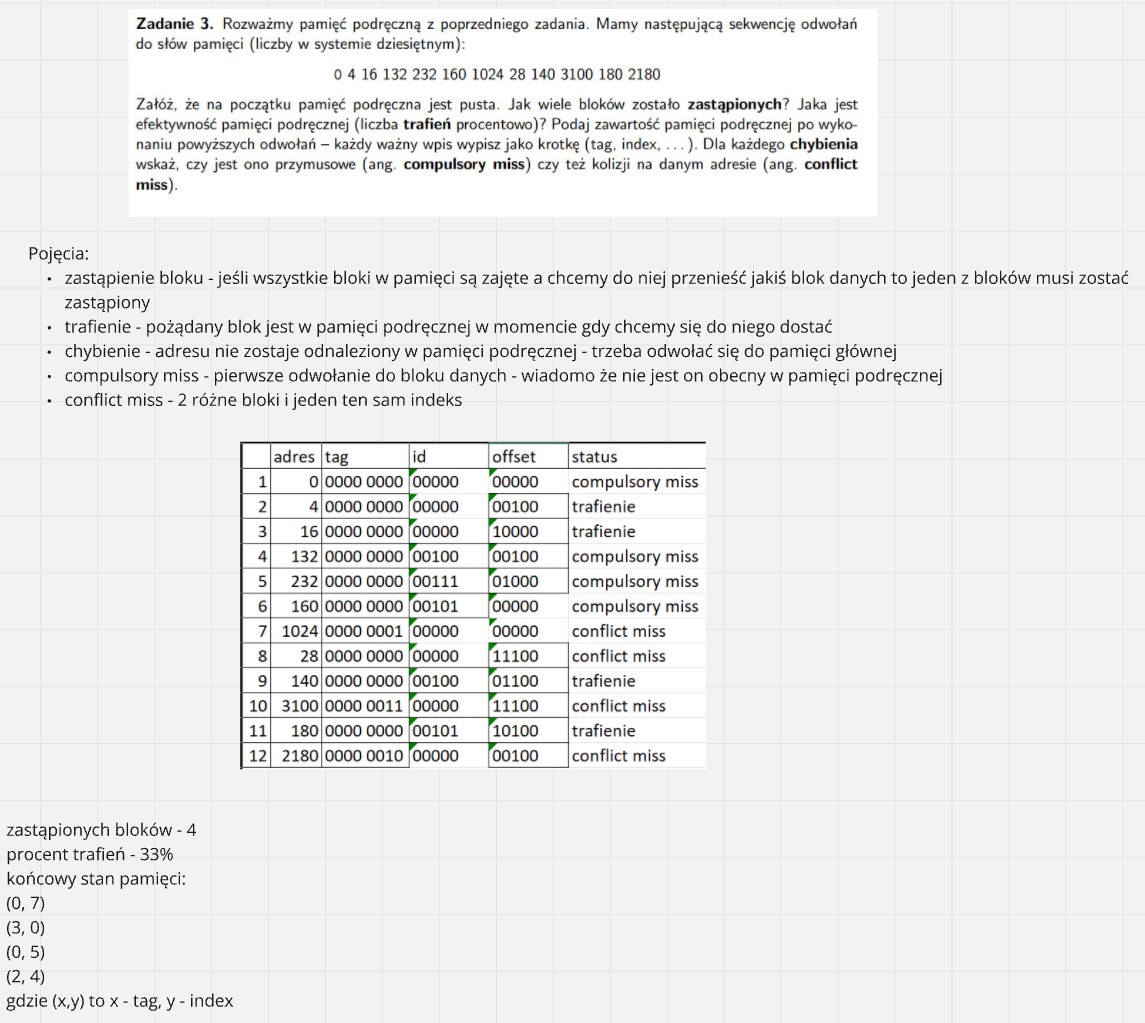 Zadanie 3. Rozważmy pamięć podręczną z poprzedniego zadania. Mamy następującą sekwencję odwołań
do słów pamięci (liczby w systemie dziesiętnym):
0 4 16 132 232 160 1024 28 140 3100 180 2180
Załóż, że na początku pamięć podręczna jest pusta. Jak wiele bloków zostało zastąpionych? Jaka jest
efektywność pamięci podręcznej (liczba trafień procentowo)? Podaj zawartość pamięci podręcznej po wyko-
naniu powyższych odwołań – każdy ważny wpis wypisz jako krotkę (tag, index, ...). Dla każdego chybienia
wskaż, czy jest ono przymusowe (ang. compulsory miss) czy też kolizji na danym adresie (ang. conflict
miss).
Pojęcia:
• zastąpienie bloku - jeśli wszystkie bloki w pamięci są zajęte a chcemy do niej przenieść jakiś blok danych to jeden z bloków musi zostać
zastąpiony
• trafienie - pożądany blok jest w pamięci podręcznej w momencie gdy chcemy się do niego dostać
• chybienie - adresu nie zostaje odnaleziony w pamięci podręcznej - trzeba odwołać się do pamięci głównej
• compulsory miss - pierwsze odwołanie do bloku danych - wiadomo że nie jest on obecny w pamięci podręcznej
• conflict miss - 2 różne bloki i jeden ten sam indeks
adres tag id offset status
1 0 0000 0000 00000 00000 compulsory miss
2 4 0000 0000 00000 00100 trafienie
3 16 0000 0000 00000 10000 trafienie
4 132 0000 0000 00100 00100 compulsory miss
5 232 0000 0000 00111 01000 compulsory miss
6 160 0000 0000 00101 00000 compulsory miss
7 1024 0000 0001 00000 00000 conflict miss
8 28 0000 0000 00000 11100 conflict miss
9 140 0000 0000 00100 01100 trafienie
10 3100 0000 0011 00000 11100 conflict miss
11 180 0000 0000 00101 10100 trafienie
12 2180 0000 0010 00000 00100 conflict miss
zastąpionych bloków - 4
procent trafień - 33%
końcowy stan pamięci:
(0, 7)
(3, 0)
(0, 5)
(2, 4)
gdzie (x,y) to x - tag, y - index